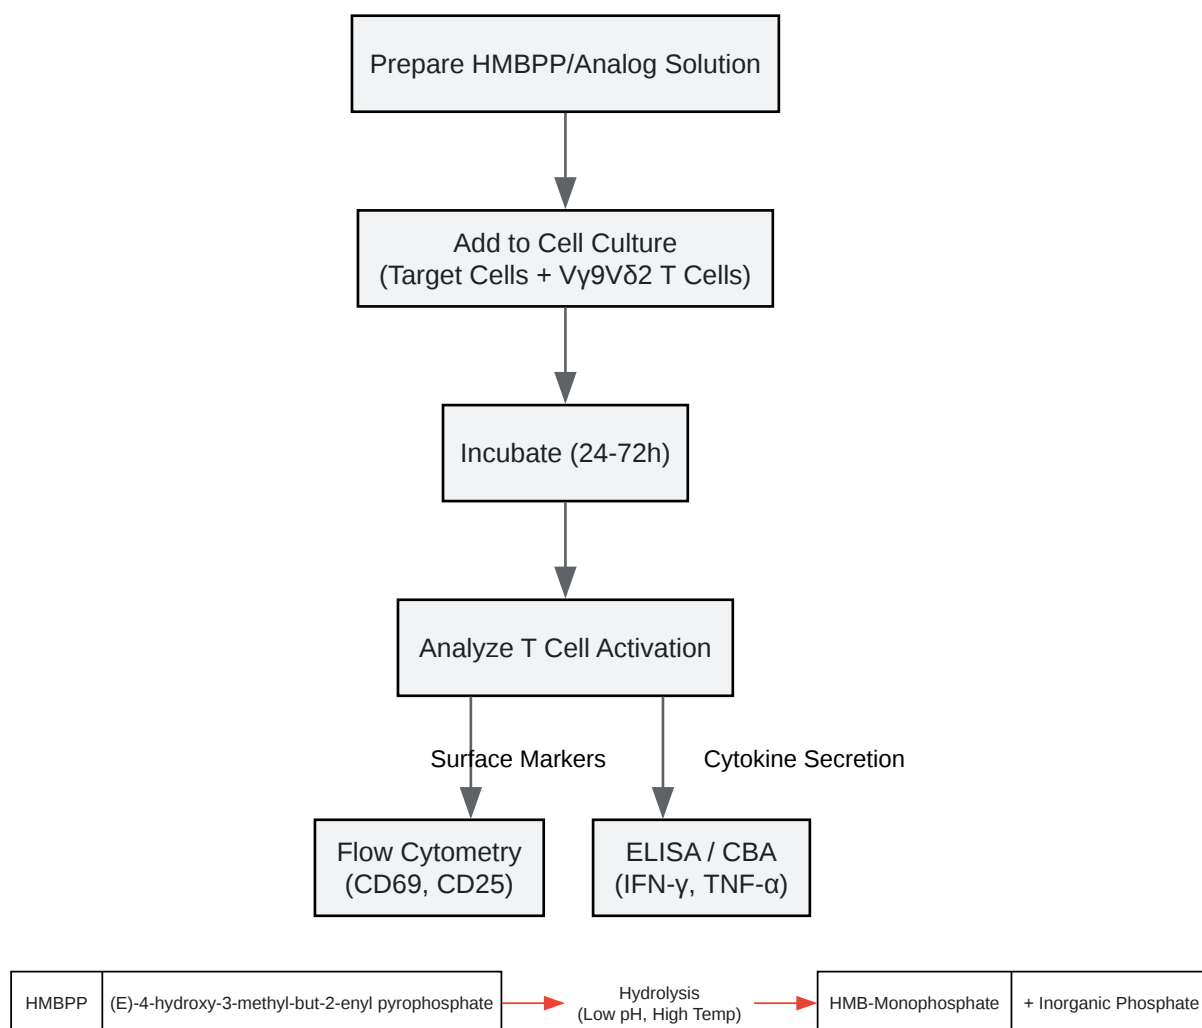 Prepare HMBPP/Analog Solution
Add to Cell Culture
(Target Cells + Vγ9Vδ2 T Cells)
Incubate (24-72h)
Analyze T Cell Activation
Surface Markers
Cytokine Secretion
Flow Cytometry
(CD69, CD25)
ELISA / CBA
(IFN-γ, TNF-α)
HMBPP
(E)-4-hydroxy-3-methyl-but-2-enyl pyrophosphate
Hydrolysis
(Low pH, High Temp)
HMB-Monophosphate
+ Inorganic Phosphate